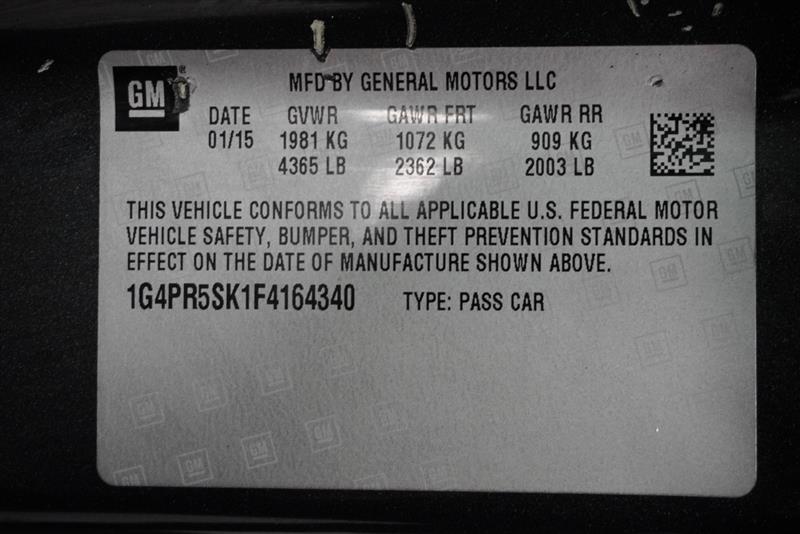 GM ®
MFD BY GENERAL MOTORS LLC
DATE GVWR GAWR FRT GAWR RR
01/15 1981 KG 1072 KG 909 KG
4365 LB 2362 LB 2003 LB
THIS VEHICLE CONFORMS TO ALL APPLICABLE U.S. FEDERAL MOTOR
VEHICLE SAFETY, BUMPER, AND THEFT PREVENTION STANDARDS IN
EFFECT ON THE DATE OF MANUFACTURE SHOWN ABOVE.
1G4PR5SK1F4164340 TYPE: PASS CAR